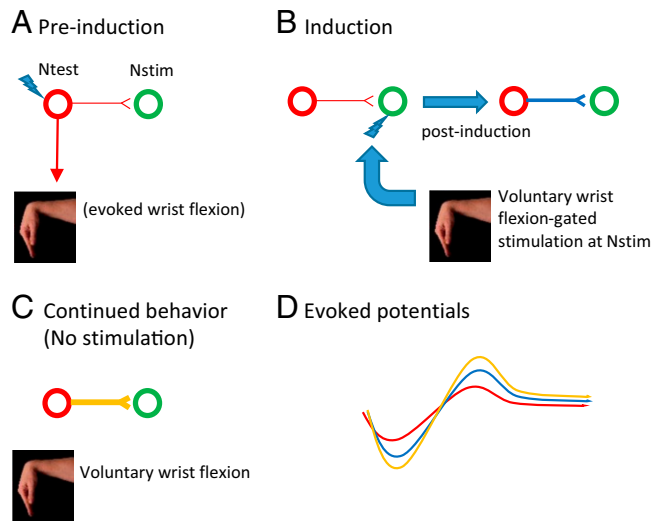 A Pre-induction
Ntest
Nstim
(evoked wrist flexion)
B Induction
post-induction
Voluntary wrist
flexion-gated
stimulation at Nstim
C Continued behavior
(No stimulation)
Voluntary wrist flexion
D Evoked potentials